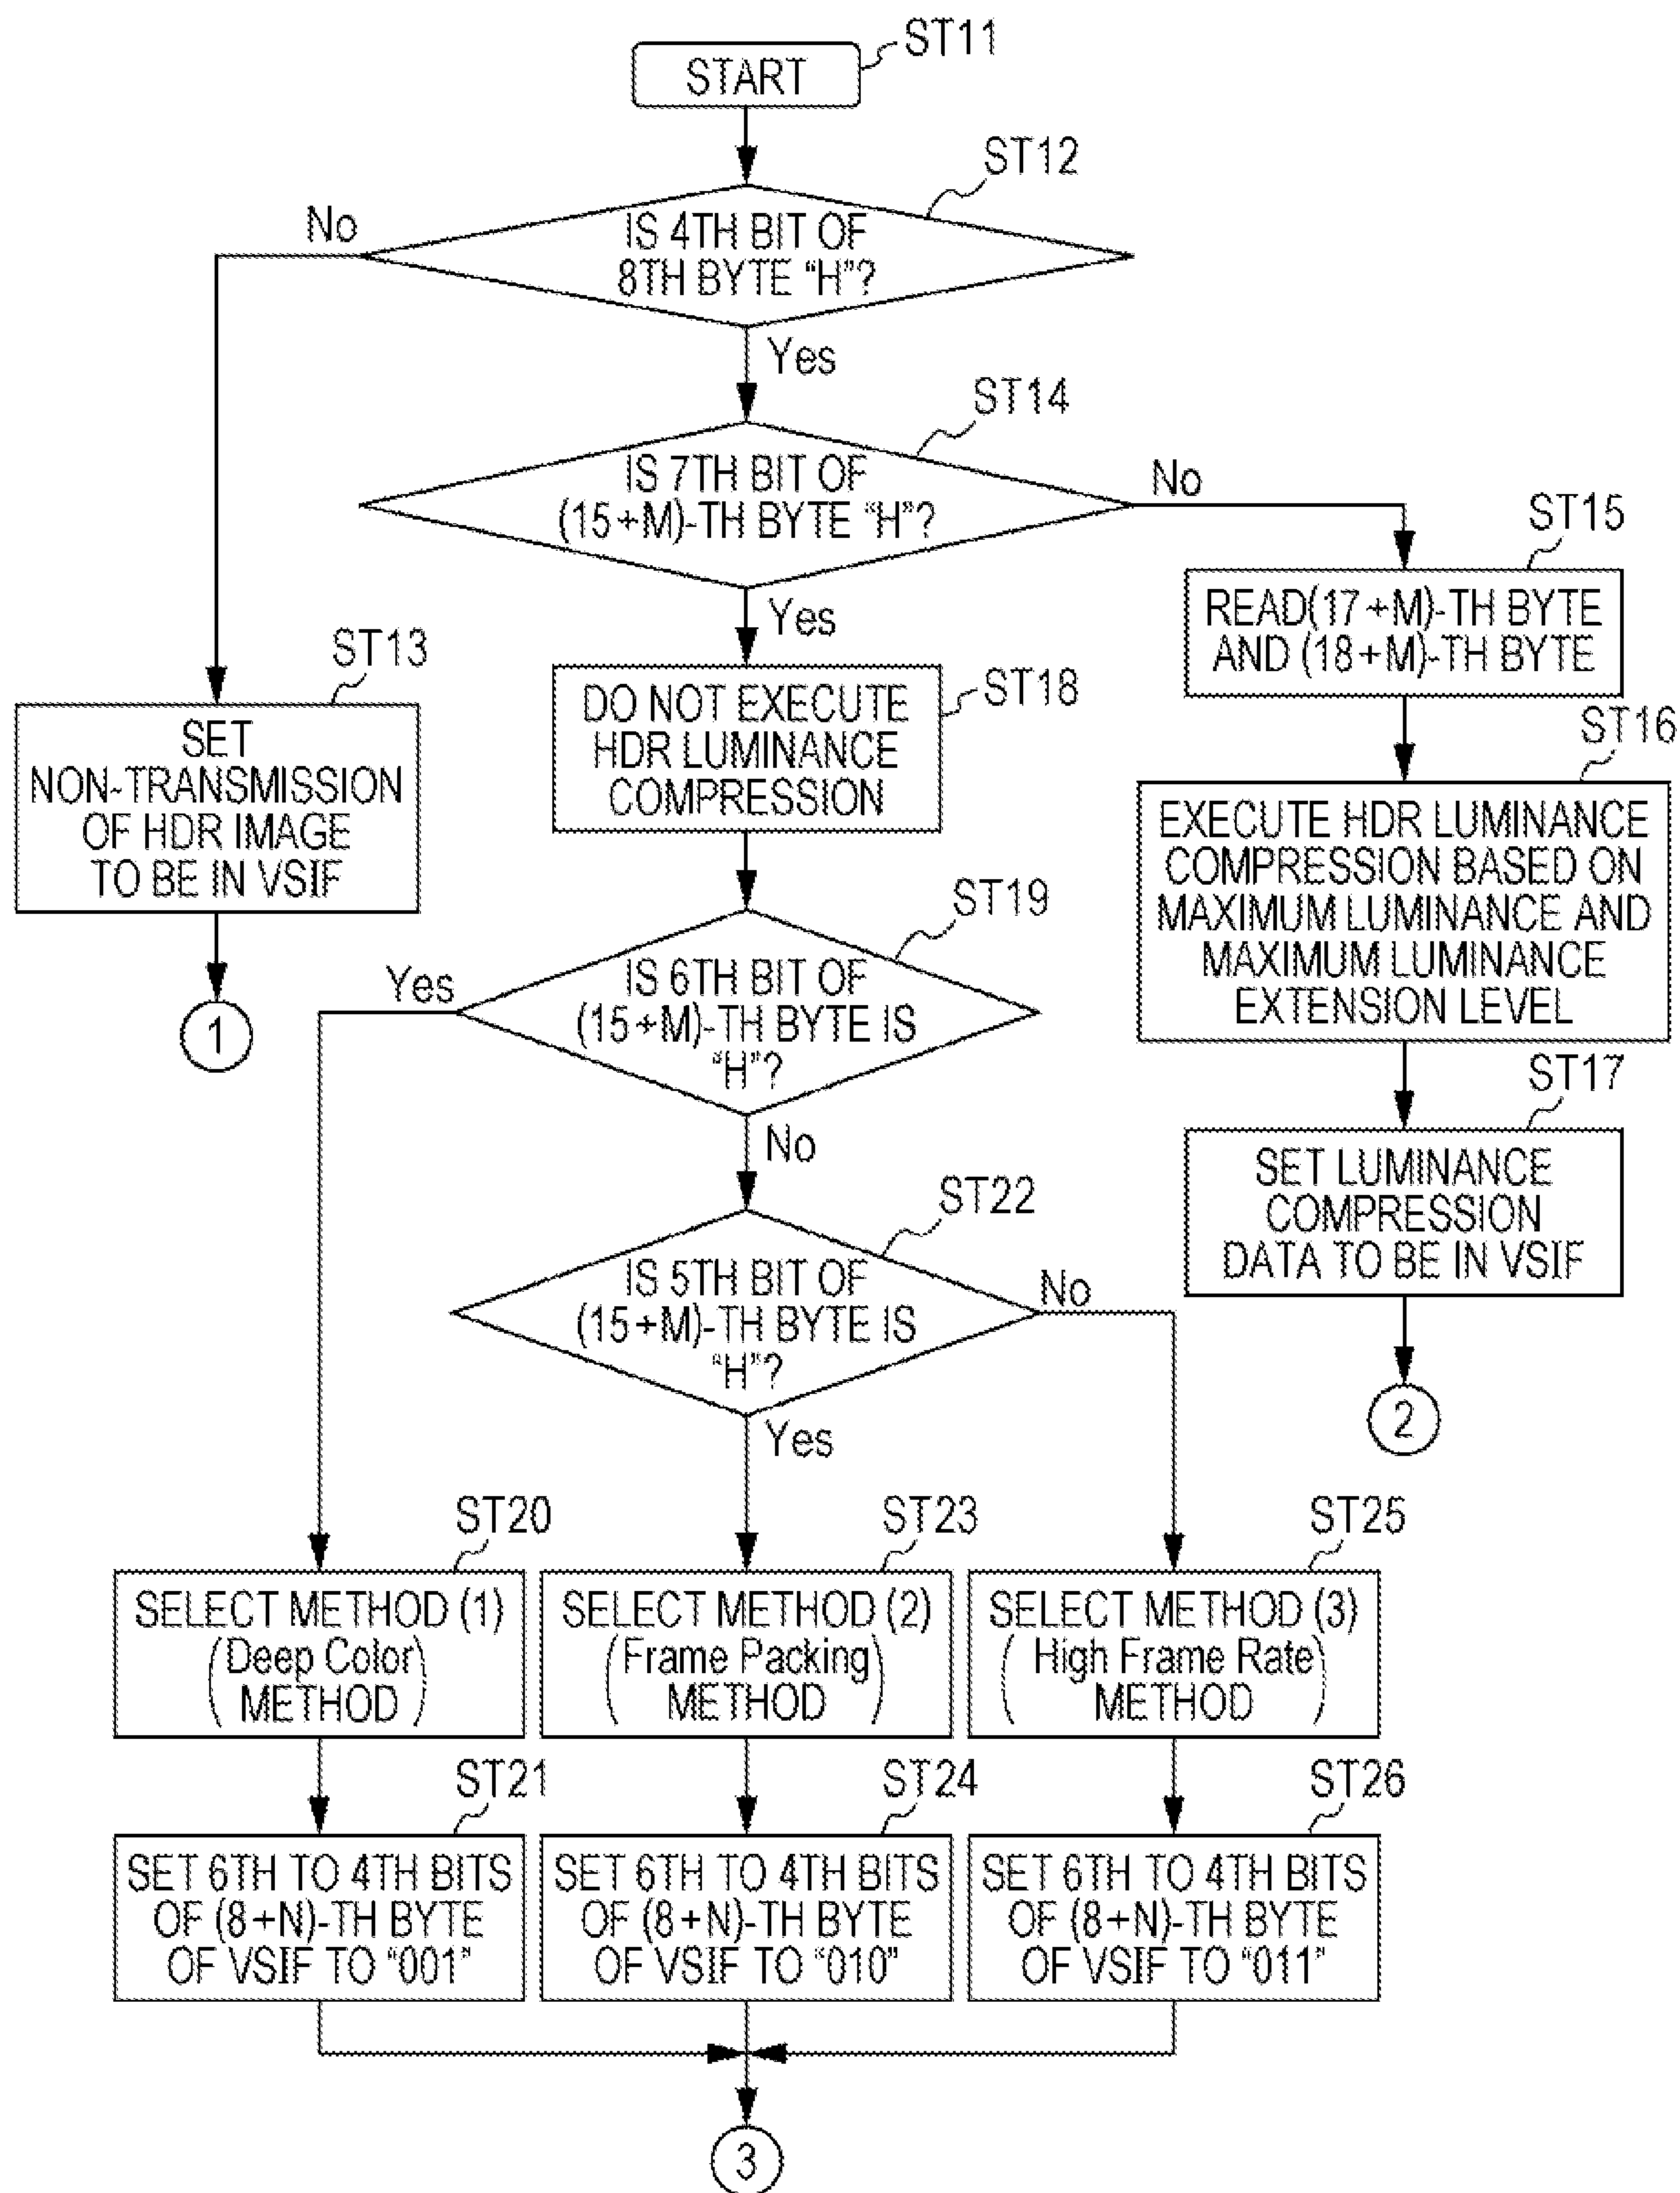 ST11
START
ST12
No
IS 4TH BIT OF
8TH BYTE “H”?
Yes
ST14
IS 7TH BIT OF
(15+M)-TH BYTE “H”?
No
ST15
READ(17+M)-TH BYTE
AND (18+M)-TH BYTE
Yes
ST13
SET
NON-TRANSMISSION
OF HDR IMAGE
TO BE IN VSIF
1
ST18
DO NOT EXECUTE
HDR LUMINANCE
COMPRESSION
ST16
EXECUTE HDR LUMINANCE
COMPRESSION BASED ON
MAXIMUM LUMINANCE AND
MAXIMUM LUMINANCE
EXTENSION LEVEL
ST19
Yes
IS 6TH BIT OF
(15+M)-TH BYTE IS
“H”?
No
ST17
SET LUMINANCE
COMPRESSION
DATA TO BE IN VSIF
2
ST22
IS 5TH BIT OF
(15+M)-TH BYTE IS
“H”?
No
Yes
ST20
SELECT METHOD (1)
(Deep Color
METHOD)
ST23
SELECT METHOD (2)
(Frame Packing
METHOD)
ST25
SELECT METHOD (3)
(High Frame Rate
METHOD)
ST21
SET 6TH TO 4TH BITS
OF (8+N)-TH BYTE
OF VSIF TO “001”
ST24
SET 6TH TO 4TH BITS
OF (8+N)-TH BYTE
OF VSIF TO “010”
ST26
SET 6TH TO 4TH BITS
OF (8+N)-TH BYTE
OF VSIF TO “011”
3